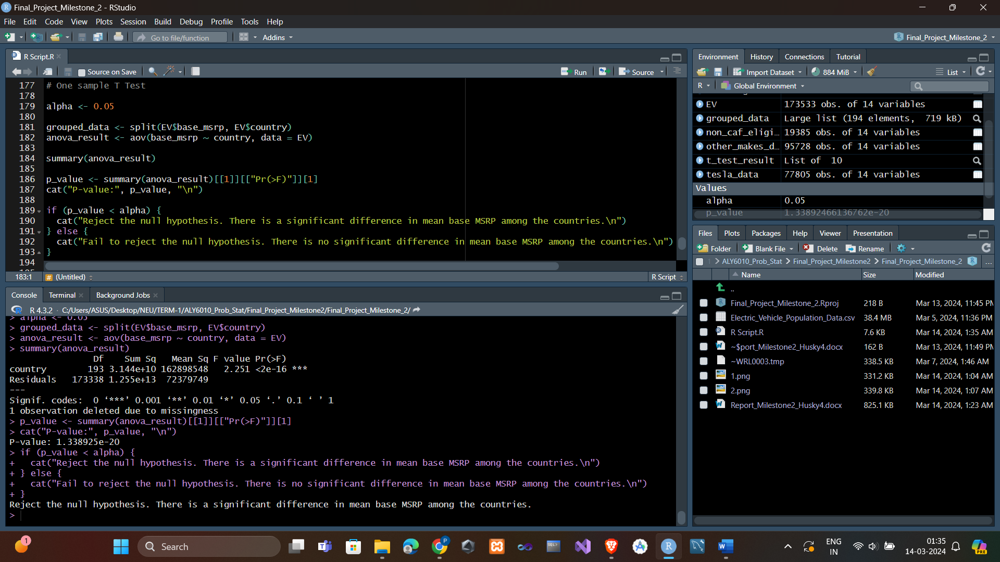 Final_Project_Milestone_2 - RStudio
File Edit Code View Plots Session Build Debug Profile Tools Help
Go to file/function Addins Final_Project_Milestone_2
R Script.R
Source on Save Run Source
177 # One sample T Test
178
179 alpha <- 0.05
180
181 grouped_data <- split(EV$base_msrp, EV$country)
182 anova_result <- aov(base_msrp ~ country, data = EV)
183
184 summary(anova_result)
185
186 p_value <- summary(anova_result)[[1]][["Pr(>F)"]][1]
187 cat("P-value:", p_value, "\n")
188
189 if (p_value < alpha) {
190 cat("Reject the null hypothesis. There is a significant difference in mean base MSRP among the countries.\n")
191 } else {
192 cat("Fail to reject the null hypothesis. There is no significant difference in mean base MSRP among the countries.\n")
193 }
194
183:1 # (Untitled) R Script
Console Terminal Background Jobs
R 4.3.2 · C:/Users/ASUS/Desktop/NEU/TERM-1/ALY6010_Prob_Stat/Final_Project_Milestone2/Final_Project_Milestone_2/
> alpha <- 0.05
> grouped_data <- split(EV$base_msrp, EV$country)
> anova_result <- aov(base_msrp ~ country, data = EV)
> summary(anova_result)
Df Sum Sq Mean Sq F value Pr(>F)
country 193 3.144e+10 162898548 2.251 <2e-16 ***
Residuals 173338 1.255e+13 72379749
---
Signif. codes: 0 ‘***’ 0.001 ‘**’ 0.01 ‘*’ 0.05 ‘.’ 0.1 ‘ ’ 1
1 observation deleted due to missingness
> p_value <- summary(anova_result)[[1]][["Pr(>F)"]][1]
> cat("P-value:", p_value, "\n")
P-value: 1.338925e-20
> if (p_value < alpha) {
+ cat("Reject the null hypothesis. There is a significant difference in mean base MSRP among the countries.\n")
+ } else {
+ cat("Fail to reject the null hypothesis. There is no significant difference in mean base MSRP among the countries.\n")
+ }
Reject the null hypothesis. There is a significant difference in mean base MSRP among the countries.
>
Environment History Connections Tutorial
Import Dataset 884 MiB List
R Global Environment
EV 173533 obs. of 14 variables
grouped_data Large list (194 elements, 719 kB)
non_caf_eligi… 19385 obs. of 14 variables
other_makes_d… 95728 obs. of 14 variables
t_test_result List of 10
tesla_data 77805 obs. of 14 variables
Values
alpha 0.05
p_value 1.33892466136762e-20
Files Plots Packages Help Viewer Presentation
Folder Blank File Delete Rename
> ALY6010_Prob_Stat > Final_Project_Milestone2 > Final_Project_Milestone_2 ...
Name Size Modified
..
Final_Project_Milestone_2.Rproj 218 B Mar 13, 2024, 11:45 PM
Electric_Vehicle_Population_Data.csv 38.4 MB Mar 5, 2024, 11:36 PM
R Script.R 7.6 KB Mar 14, 2024, 1:35 AM
~$port_Milestone2_Husky4.docx 162 B Mar 13, 2024, 11:49 PM
~WRL0003.tmp 338.5 KB Mar 7, 2024, 1:46 AM
1.png 331.2 KB Mar 14, 2024, 1:04 AM
2.png 339.8 KB Mar 14, 2024, 1:07 AM
Report_Milestone2_Husky4.docx 825.1 KB Mar 14, 2024, 1:23 AM
1 Search P ENG 01:35
IN 14-03-2024 PRE